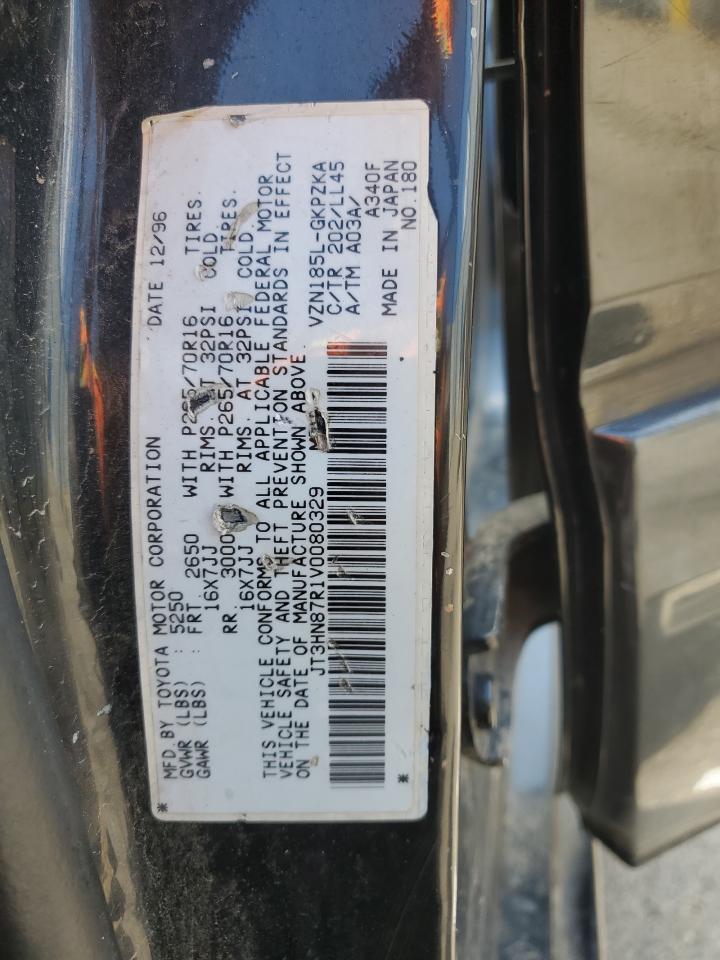 MFD BY TOYOTA MOTOR CORPORATION DATE 12/96
GVWR (LBS) : 5250
GAWR (LBS) : FRT 2650 WITH P265/70R16 TIRES.
16X7JJ RIMS. AT 32PSI COLD.
RR 3000 WITH P265/70R16 TIRES.
16X7JJ RIMS. AT 32PSI COLD.
THIS VEHICLE CONFORMS TO ALL APPLICABLE FEDERAL MOTOR
VEHICLE SAFETY AND THEFT PREVENTION STANDARDS IN EFFECT
ON THE DATE OF MANUFACTURE SHOWN ABOVE.
JT3HN87R1V0080329 VZN185L-GKPZKA
C/TR 202/LL45
A/TM A03A/
A340F
* MADE IN JAPAN
* NO.180